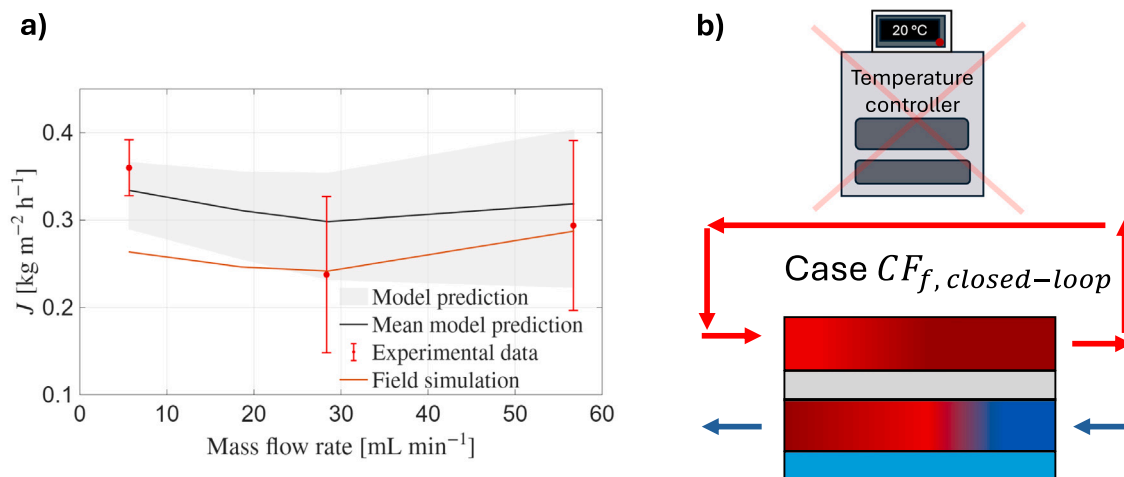 a)
J [kg m⁻² h⁻¹]
0.4
0.3
0.2
0.1
0 10 20 30 40 50 60
Mass flow rate [mL min⁻¹]
Model prediction
Mean model prediction
Experimental data
Field simulation
b)
20 °C
Temperature
controller
Case CF_{f, closed−loop}